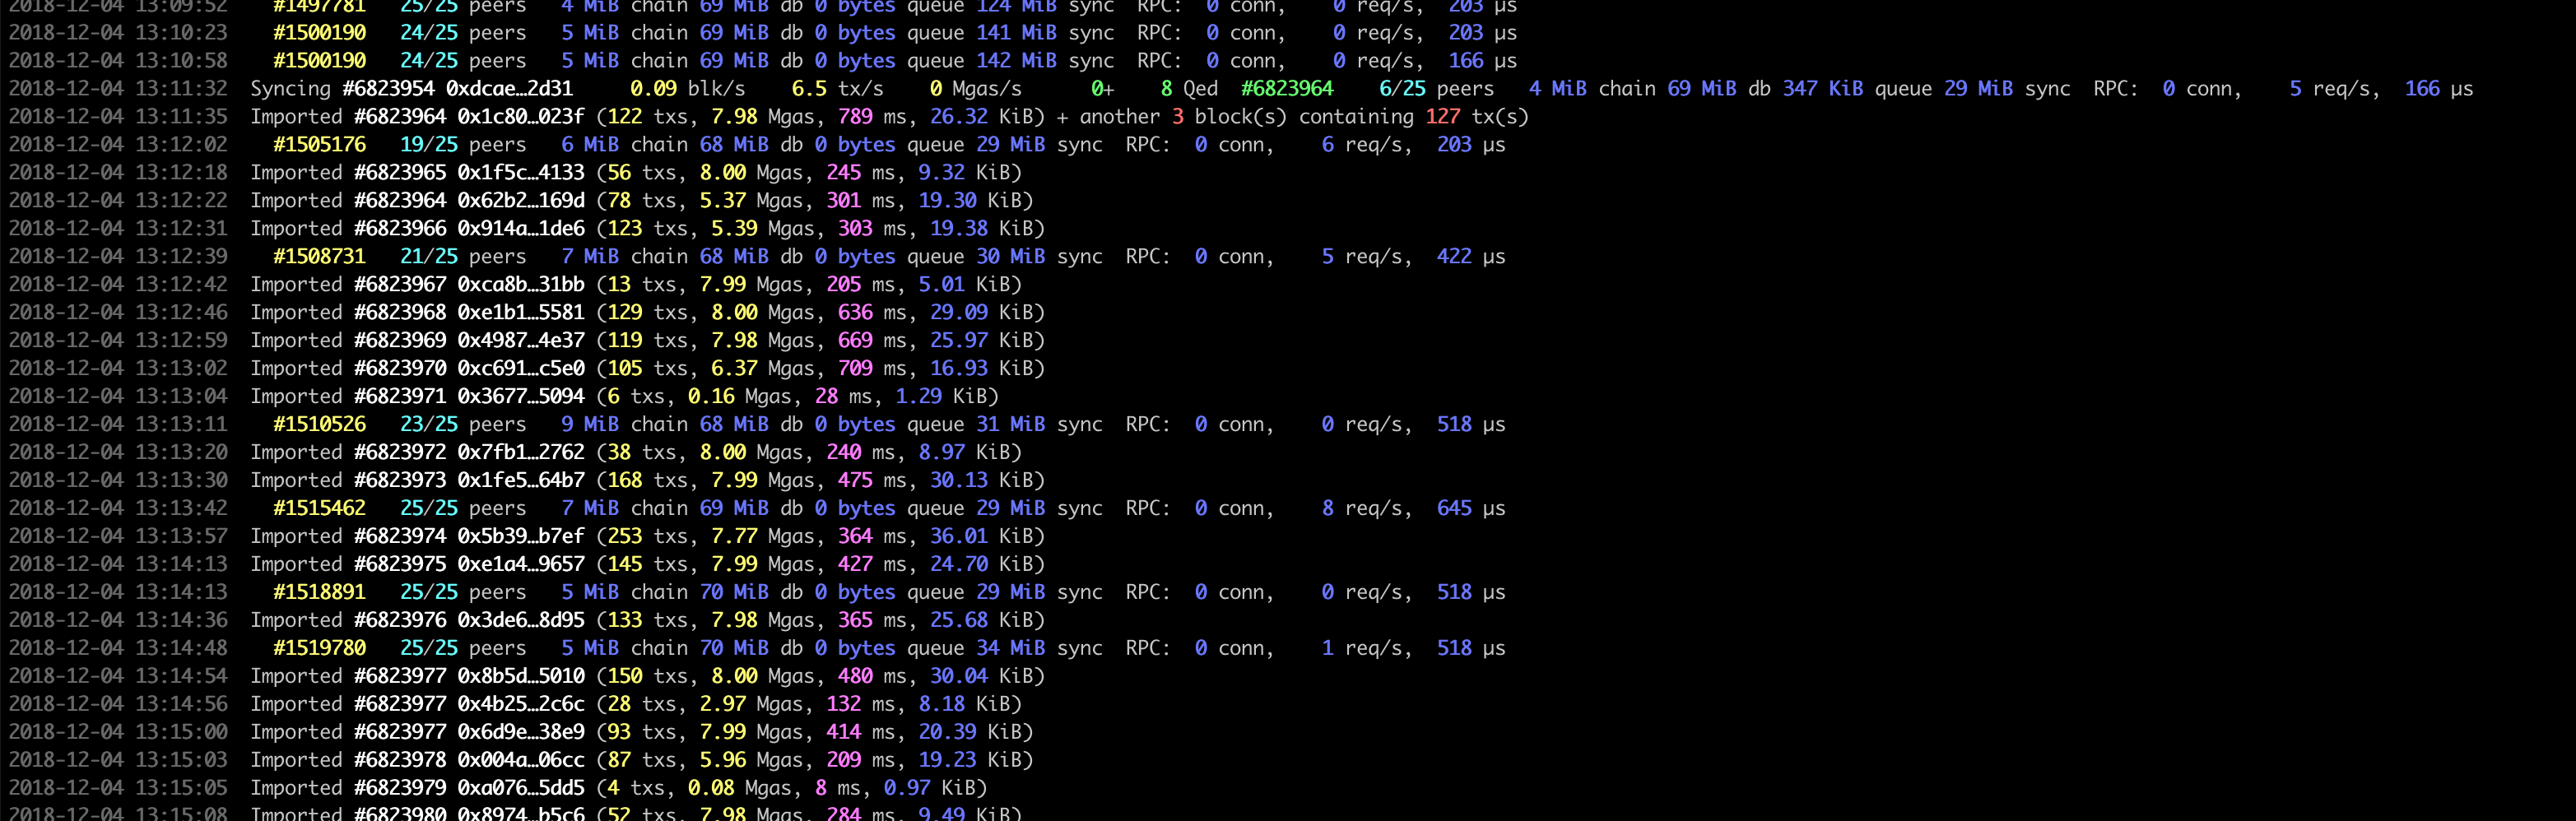 2018-12-04 13:09:52 #1497781 25/25 peers 4 MiB chain 69 MiB db 0 bytes queue 124 MiB sync RPC: 0 conn, 0 req/s, 203 µs
2018-12-04 13:10:23 #1500190 24/25 peers 5 MiB chain 69 MiB db 0 bytes queue 141 MiB sync RPC: 0 conn, 0 req/s, 203 µs
2018-12-04 13:10:58 #1500190 24/25 peers 5 MiB chain 69 MiB db 0 bytes queue 142 MiB sync RPC: 0 conn, 0 req/s, 166 µs
2018-12-04 13:11:32 Syncing #6823954 0xdcae…2d31 0.09 blk/s 6.5 tx/s 0 Mgas/s 0+ 8 Qed #6823964 6/25 peers 4 MiB chain 69 MiB db 347 KiB queue 29 MiB sync RPC: 0 conn, 5 req/s, 166 µs
2018-12-04 13:11:35 Imported #6823964 0x1c80…023f (122 txs, 7.98 Mgas, 789 ms, 26.32 KiB) + another 3 block(s) containing 127 tx(s)
2018-12-04 13:12:02 #1505176 19/25 peers 6 MiB chain 68 MiB db 0 bytes queue 29 MiB sync RPC: 0 conn, 6 req/s, 203 µs
2018-12-04 13:12:18 Imported #6823965 0x1f5c…4133 (56 txs, 8.00 Mgas, 245 ms, 9.32 KiB)
2018-12-04 13:12:22 Imported #6823964 0x62b2…169d (78 txs, 5.37 Mgas, 301 ms, 19.30 KiB)
2018-12-04 13:12:31 Imported #6823966 0x914a…1de6 (123 txs, 5.39 Mgas, 303 ms, 19.38 KiB)
2018-12-04 13:12:39 #1508731 21/25 peers 7 MiB chain 68 MiB db 0 bytes queue 30 MiB sync RPC: 0 conn, 5 req/s, 422 µs
2018-12-04 13:12:42 Imported #6823967 0xca8b…31bb (13 txs, 7.99 Mgas, 205 ms, 5.01 KiB)
2018-12-04 13:12:46 Imported #6823968 0xe1b1…5581 (129 txs, 8.00 Mgas, 636 ms, 29.09 KiB)
2018-12-04 13:12:59 Imported #6823969 0x4987…4e37 (119 txs, 7.98 Mgas, 669 ms, 25.97 KiB)
2018-12-04 13:13:02 Imported #6823970 0xc691…c5e0 (105 txs, 6.37 Mgas, 709 ms, 16.93 KiB)
2018-12-04 13:13:04 Imported #6823971 0x3677…5094 (6 txs, 0.16 Mgas, 28 ms, 1.29 KiB)
2018-12-04 13:13:11 #1510526 23/25 peers 9 MiB chain 68 MiB db 0 bytes queue 31 MiB sync RPC: 0 conn, 0 req/s, 518 µs
2018-12-04 13:13:20 Imported #6823972 0x7fb1…2762 (38 txs, 8.00 Mgas, 240 ms, 8.97 KiB)
2018-12-04 13:13:30 Imported #6823973 0x1fe5…64b7 (168 txs, 7.99 Mgas, 475 ms, 30.13 KiB)
2018-12-04 13:13:42 #1515462 25/25 peers 7 MiB chain 69 MiB db 0 bytes queue 29 MiB sync RPC: 0 conn, 8 req/s, 645 µs
2018-12-04 13:13:57 Imported #6823974 0x5b39…b7ef (253 txs, 7.77 Mgas, 364 ms, 36.01 KiB)
2018-12-04 13:14:13 Imported #6823975 0xe1a4…9657 (145 txs, 7.99 Mgas, 427 ms, 24.70 KiB)
2018-12-04 13:14:13 #1518891 25/25 peers 5 MiB chain 70 MiB db 0 bytes queue 29 MiB sync RPC: 0 conn, 0 req/s, 518 µs
2018-12-04 13:14:36 Imported #6823976 0x3de6…8d95 (133 txs, 7.98 Mgas, 365 ms, 25.68 KiB)
2018-12-04 13:14:48 #1519780 25/25 peers 5 MiB chain 70 MiB db 0 bytes queue 34 MiB sync RPC: 0 conn, 1 req/s, 518 µs
2018-12-04 13:14:54 Imported #6823977 0x8b5d…5010 (150 txs, 8.00 Mgas, 480 ms, 30.04 KiB)
2018-12-04 13:14:56 Imported #6823977 0x4b25…2c6c (28 txs, 2.97 Mgas, 132 ms, 8.18 KiB)
2018-12-04 13:15:00 Imported #6823977 0x6d9e…38e9 (93 txs, 7.99 Mgas, 414 ms, 20.39 KiB)
2018-12-04 13:15:03 Imported #6823978 0x004a…06cc (87 txs, 5.96 Mgas, 209 ms, 19.23 KiB)
2018-12-04 13:15:05 Imported #6823979 0xa076…5dd5 (4 txs, 0.08 Mgas, 8 ms, 0.97 KiB)
2018-12-04 13:15:08 Imported #6823980 0x8974…b5c6 (52 txs, 7.98 Mgas, 284 ms, 9.49 KiB)